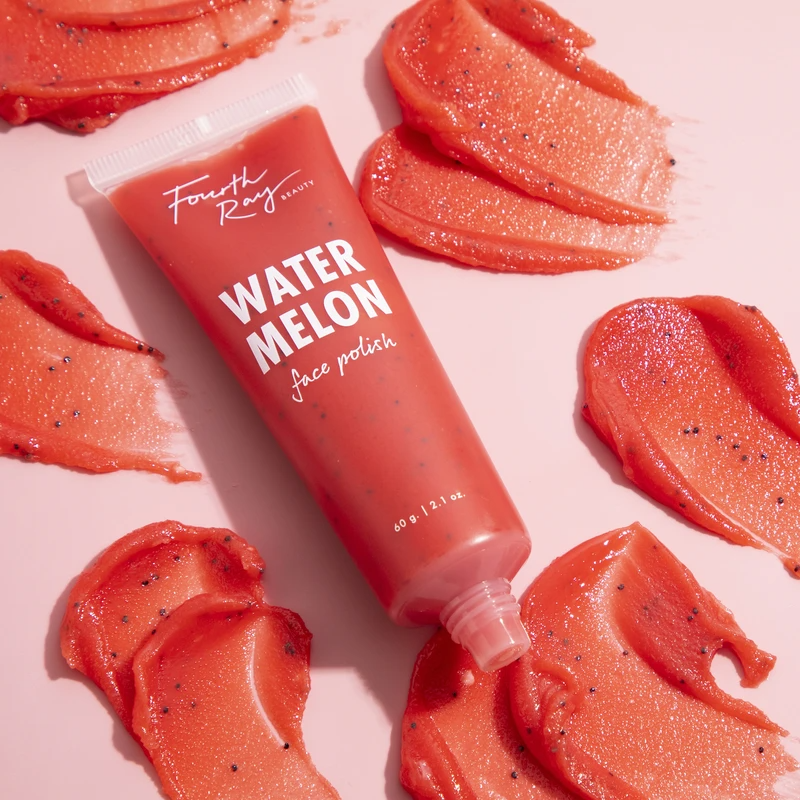 Fourth
Ray BEAUTY
WATER
MELON
face polish
60 g. | 2.1 oz.